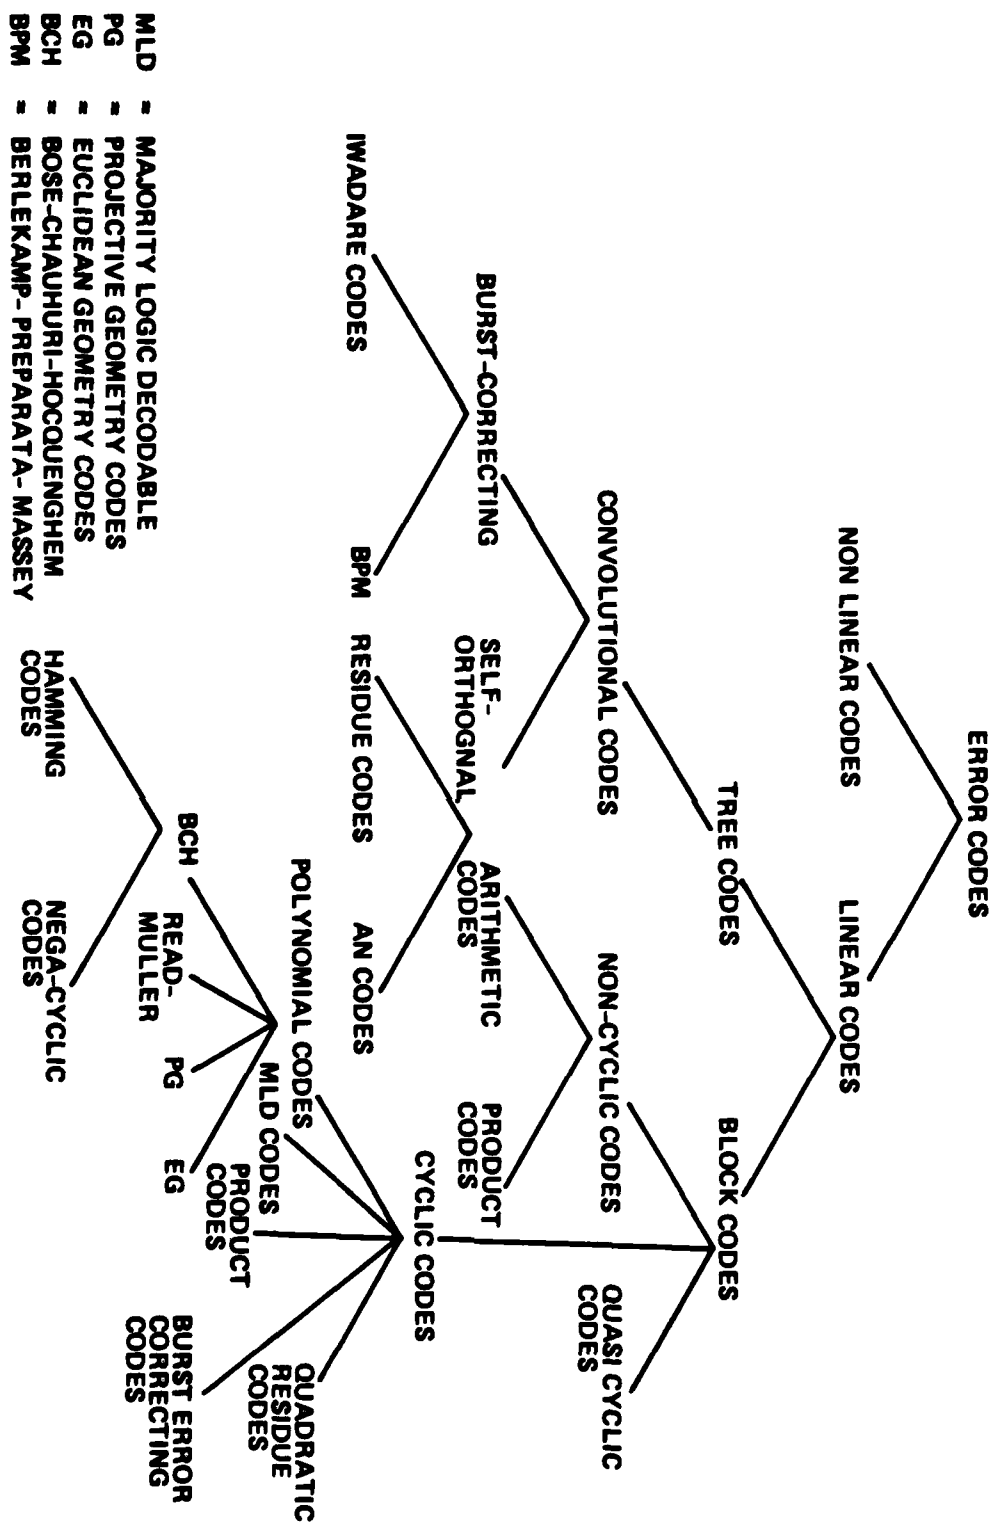 ERROR CODES
NON LINEAR CODES
LINEAR CODES
TREE CODES
BLOCK CODES
CONVOLUTIONAL CODES
NON-CYCLIC CODES
QUASI CYCLIC
CODES
BURST-CORRECTING
SELF-
ORTHOGNAL
ARITHMETIC
CODES
PRODUCT
CODES
CYCLIC CODES
IWADARE CODES
BPM
RESIDUE CODES
AN CODES
POLYNOMIAL CODES
MLD CODES
PRODUCT
CODES
QUADRATIC
RESIDUE
CODES
BURST ERROR
CORRECTING
CODES
BCH
READ-
MULLER
PG
EG
HAMMING
CODES
NEGA-CYCLIC
CODES
MLD = MAJORITY LOGIC DECODABLE
PG = PROJECTIVE GEOMETRY CODES
EG = EUCLIDEAN GEOMETRY CODES
BCH = BOSE-CHAUHURI-HOCQUENGHEM
BPM = BERLEKAMP-PREPARATA-MASSEY